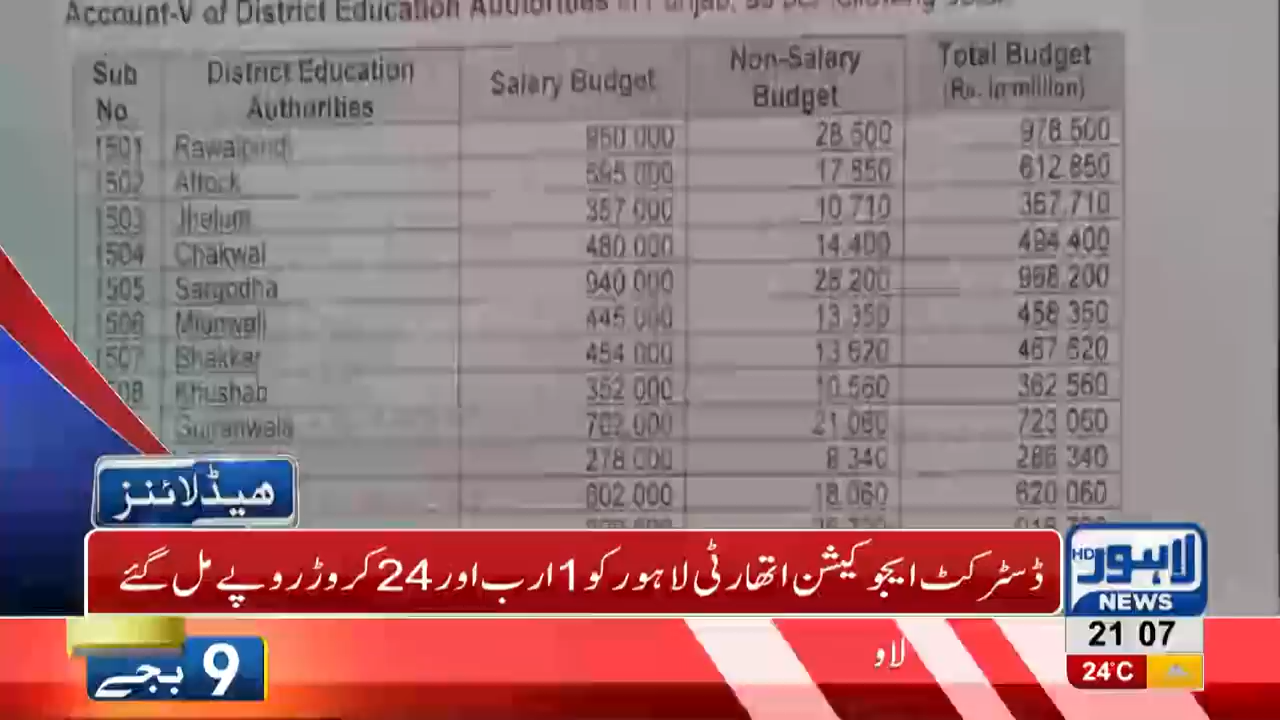 Account-V of District Education Authorities in Punjab, as per following
Sub No District Education Authorities Salary Budget Non-Salary Budget Total Budget (Rs. in million)
1501 Rawalpindi 950.000 28.500 978.500
1502 Attock 595.000 17.850 612.850
1503 Jhelum 357.000 10.710 367.710
1504 Chakwal 480.000 14.400 494.400
1505 Sargodha 940.000 28.200 968.200
1506 Mianwali 445.000 13.350 458.350
1507 Bhakkar 454.000 13.620 467.620
08 Khushab 352.000 10.560 362.560
Gujranwala 702.000 21.060 723.060
278.000 8.340 286.340
602.000 18.060 620.060
ہیڈلائنز
ڈسٹرکٹ ایجوکیشن اتھارٹی لاہور کو 1 ارب اور 24 کروڑ روپے مل گئے
لاہور HD
NEWS
21 07
24°C
9 بجے
لاو